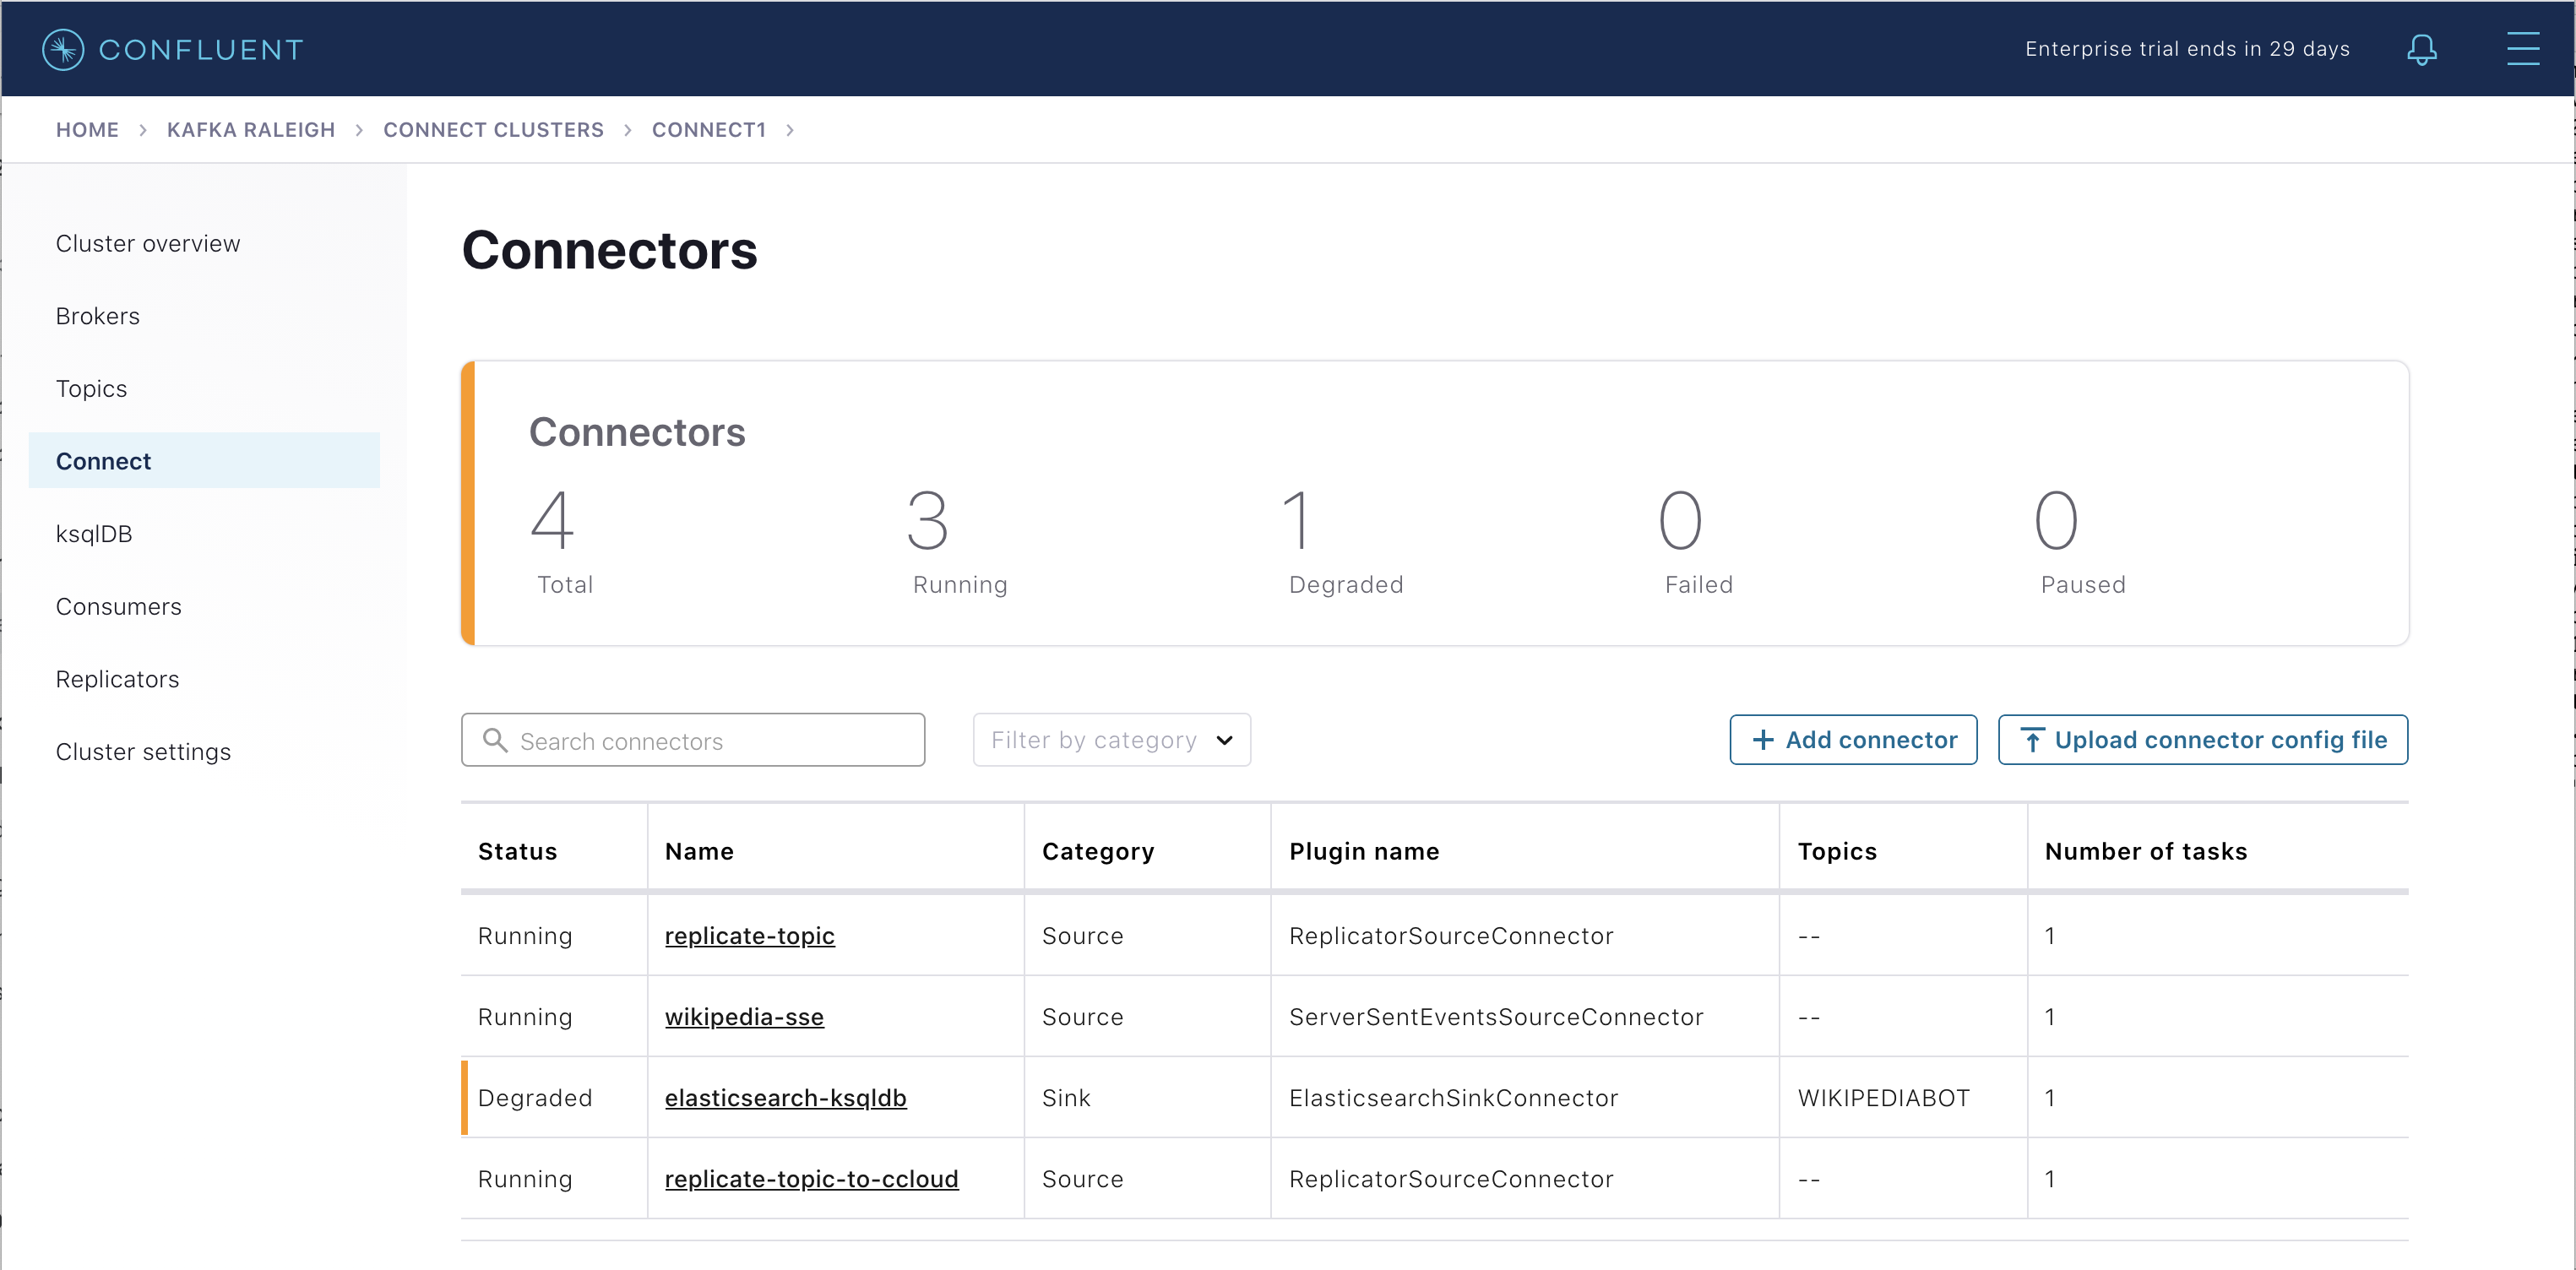 CONFLUENT
Enterprise trial ends in 29 days
HOME > KAFKA RALEIGH > CONNECT CLUSTERS > CONNECT1 >
Cluster overview
Brokers
Topics
Connect
ksqlDB
Consumers
Replicators
Cluster settings
Connectors
Connectors
4 3 1 0 0
Total Running Degraded Failed Paused
Search connectors Filter by category + Add connector Upload connector config file
Status Name Category Plugin name Topics Number of tasks
Running replicate-topic Source ReplicatorSourceConnector -- 1
Running wikipedia-sse Source ServerSentEventsSourceConnector -- 1
Degraded elasticsearch-ksqldb Sink ElasticsearchSinkConnector WIKIPEDIABOT 1
Running replicate-topic-to-ccloud Source ReplicatorSourceConnector -- 1